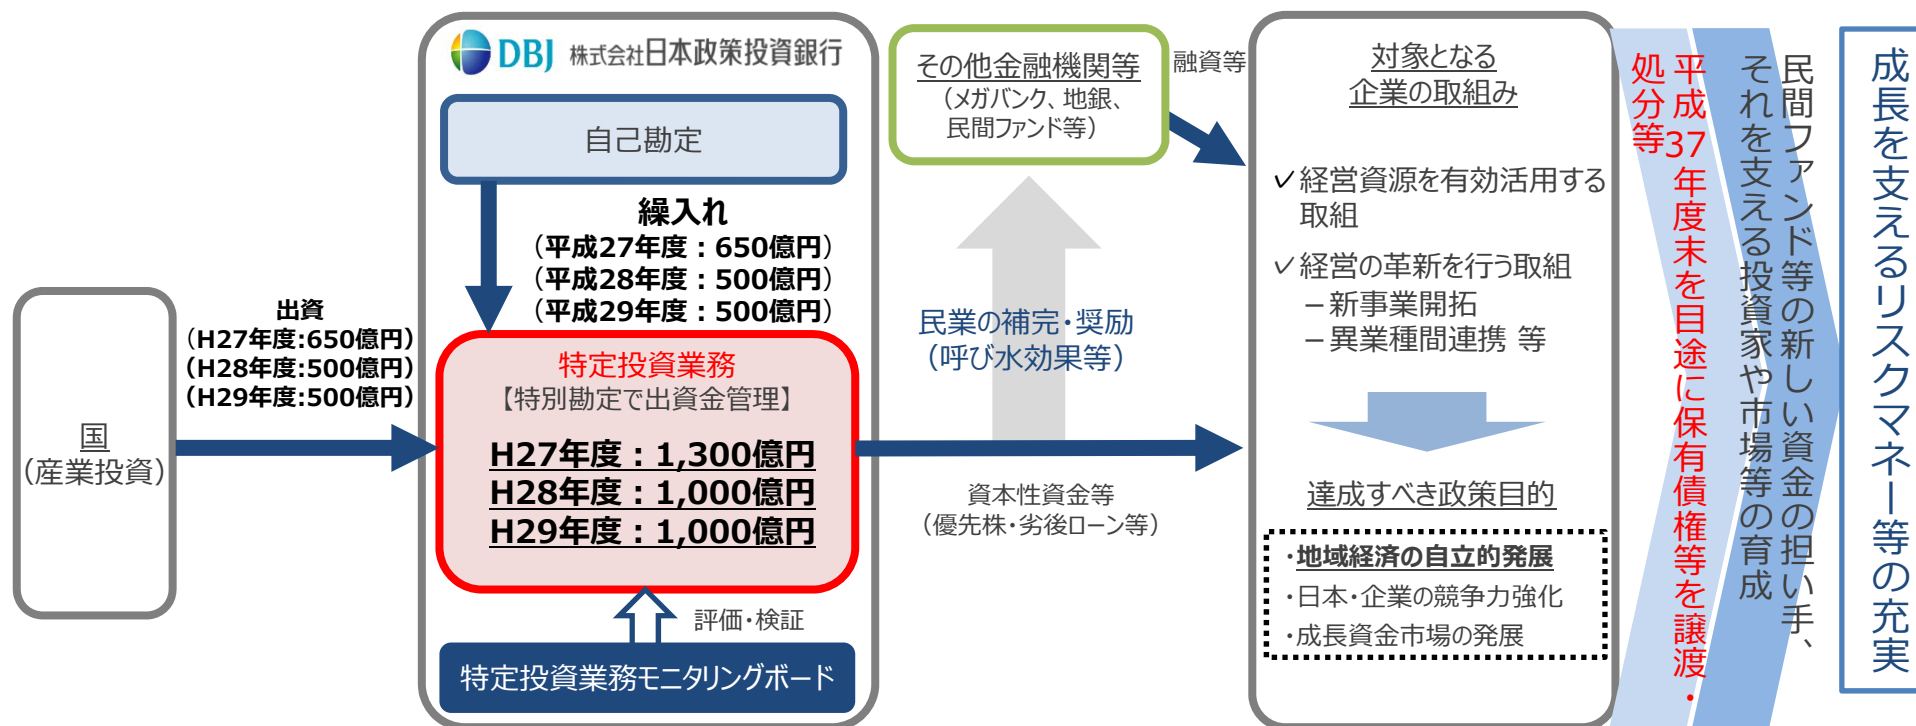 国
（産業投資）
出資
（H27年度:650億円）
（H28年度:500億円）
（H29年度:500億円）
DBJ 株式会社日本政策投資銀行
自己勘定
繰入れ
（平成27年度：650億円）
（平成28年度：500億円）
（平成29年度：500億円）
特定投資業務
【特別勘定で出資金管理】
H27年度：1,300億円
H28年度：1,000億円
H29年度：1,000億円
評価・検証
特定投資業務モニタリングボード
その他金融機関等
（メガバンク、地銀、
民間ファンド等）
融資等
民業の補完・奨励
（呼び水効果等）
資本性資金等
（優先株・劣後ローン等）
対象となる
企業の取組み
✓経営資源を有効活用する
取組
✓経営の革新を行う取組
－新事業開拓
－異業種間連携 等
達成すべき政策目的
・地域経済の自立的発展
・日本・企業の競争力強化
・成長資金市場の発展
平成37年度末を目途に保有債権等を譲渡・
処分等
民間ファンド等の新しい資金の担い手、
それを支える投資家や市場等の育成
成長を支えるリスクマネー等の充実